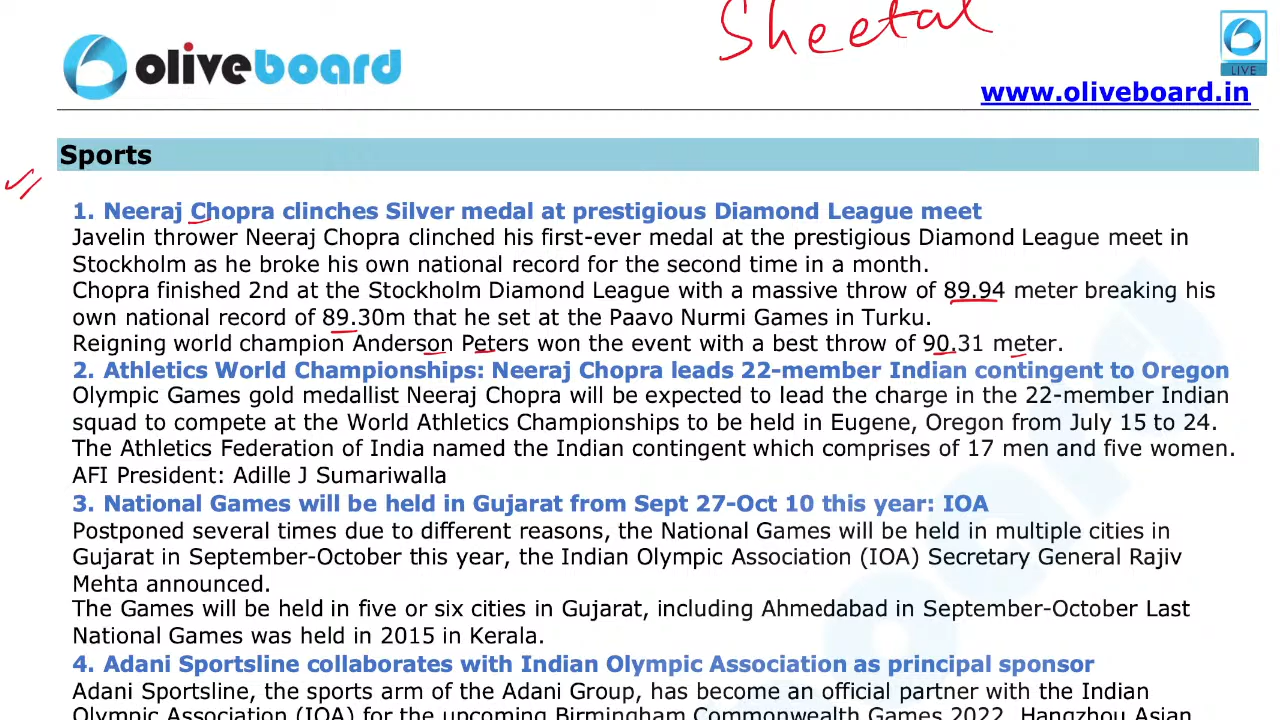 Sheetal
oliveboard
LIVE
www.oliveboard.in
Sports
1. Neeraj Chopra clinches Silver medal at prestigious Diamond League meet
Javelin thrower Neeraj Chopra clinched his first-ever medal at the prestigious Diamond League meet in
Stockholm as he broke his own national record for the second time in a month.
Chopra finished 2nd at the Stockholm Diamond League with a massive throw of 89.94 meter breaking his
own national record of 89.30m that he set at the Paavo Nurmi Games in Turku.
Reigning world champion Anderson Peters won the event with a best throw of 90.31 meter.
2. Athletics World Championships: Neeraj Chopra leads 22-member Indian contingent to Oregon
Olympic Games gold medallist Neeraj Chopra will be expected to lead the charge in the 22-member Indian
squad to compete at the World Athletics Championships to be held in Eugene, Oregon from July 15 to 24.
The Athletics Federation of India named the Indian contingent which comprises of 17 men and five women.
AFI President: Adille J Sumariwalla
3. National Games will be held in Gujarat from Sept 27-Oct 10 this year: IOA
Postponed several times due to different reasons, the National Games will be held in multiple cities in
Gujarat in September-October this year, the Indian Olympic Association (IOA) Secretary General Rajiv
Mehta announced.
The Games will be held in five or six cities in Gujarat, including Ahmedabad in September-October Last
National Games was held in 2015 in Kerala.
4. Adani Sportsline collaborates with Indian Olympic Association as principal sponsor
Adani Sportsline, the sports arm of the Adani Group, has become an official partner with the Indian
Olympic Association (IOA) for the upcoming Birmingham Commonwealth Games 2022, Hangzhou Asian